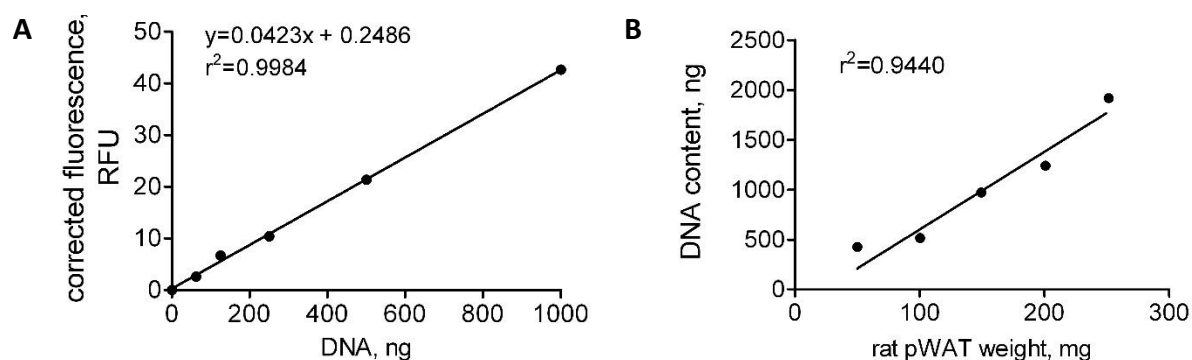 A
y=0.0423x + 0.2486
r²=0.9984
corrected fluorescence,
RFU
50
40
30
20
10
0
0
200
400
600
800
1000
DNA, ng
B
r²=0.9440
DNA content, ng
2500
2000
1500
1000
500
0
0
100
200
300
rat pWAT weight, mg